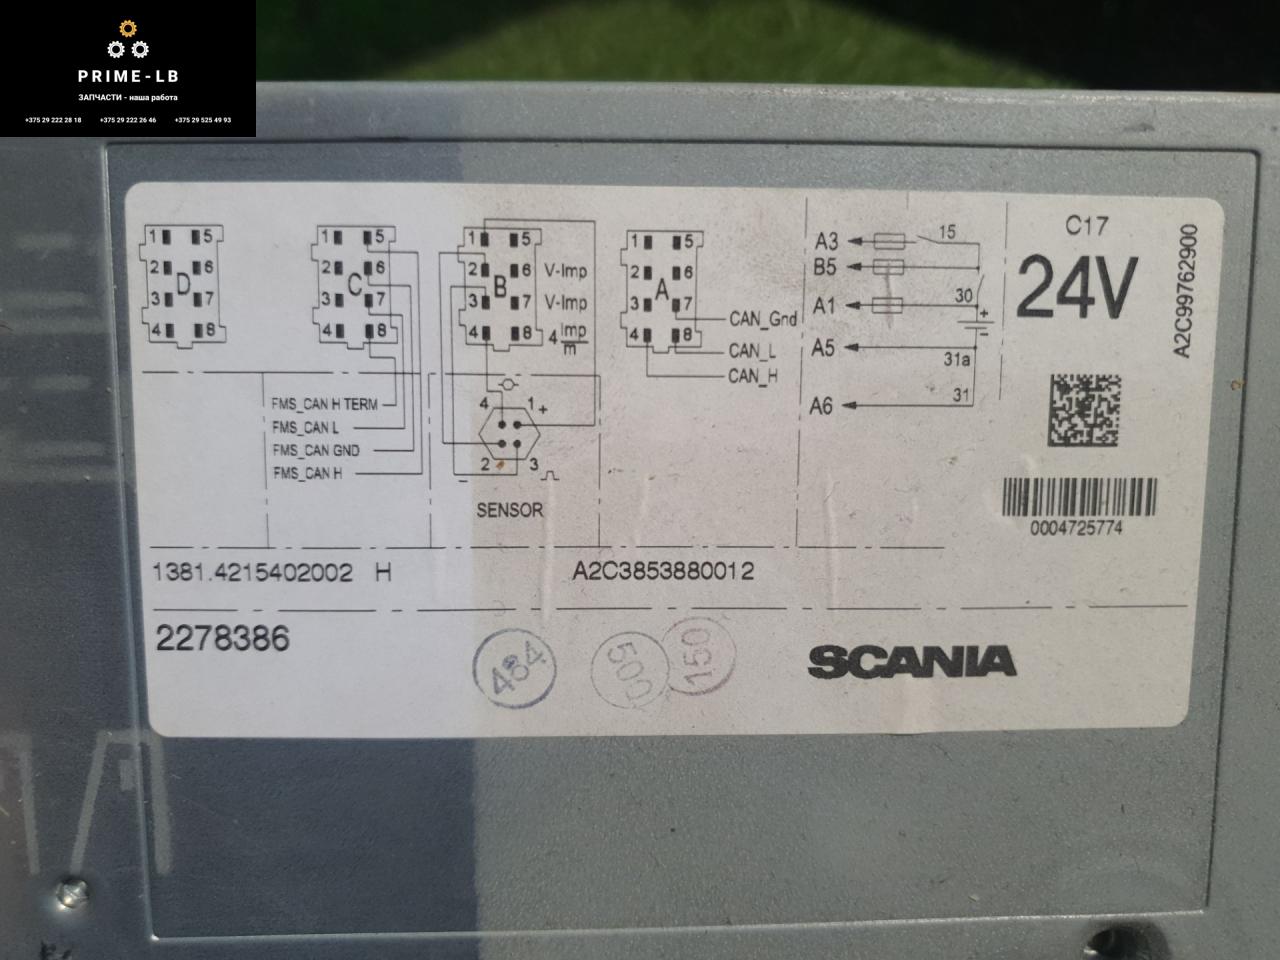 PRIME-LB
ЗАПЧАСТИ - наша работа
+375 29 222 28 18 +375 29 222 26 46 +375 29 525 49 93
1 5
2 6
D
3 7
4 8
1 5
2 6
C
3 7
4 8
FMS_CAN H TERM
FMS_CAN L
FMS_CAN GND
FMS_CAN H
1 5
2 6 V-Imp
B
3 7 V-Imp
4 8 4 Imp
m
4 1 +
2 3
−
SENSOR
1 5
2 6
A
3 7
4 8
CAN_Gnd
CAN_L
CAN_H
A3 15
B5
A1 30
+
−
A5 31a
A6 31
C17
24V
A2C99762900
0004725774
1381.4215402002 H A2C3853880012
2278386
484
500
150
SCANIA